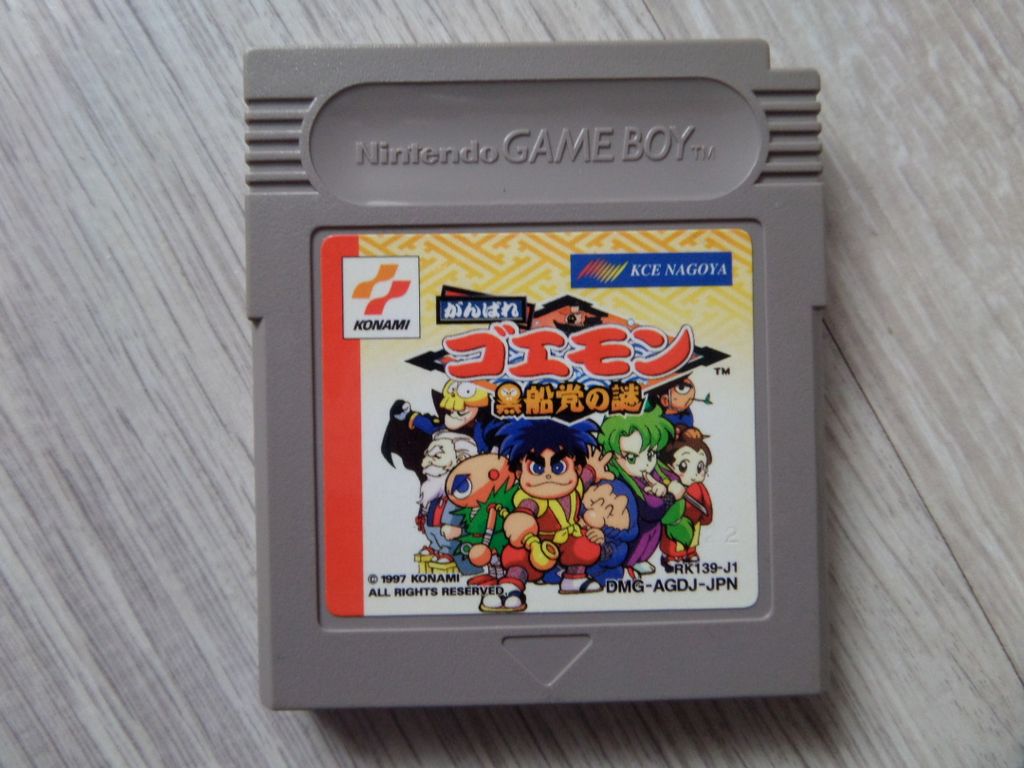 Nintendo GAME BOY TM
KCE NAGOYA
KONAMI
がんばれ
ゴエモン
TM
黒船党の謎
© 1997 KONAMI
ALL RIGHTS RESERVED.
RK139-J1
DMG-AGDJ-JPN